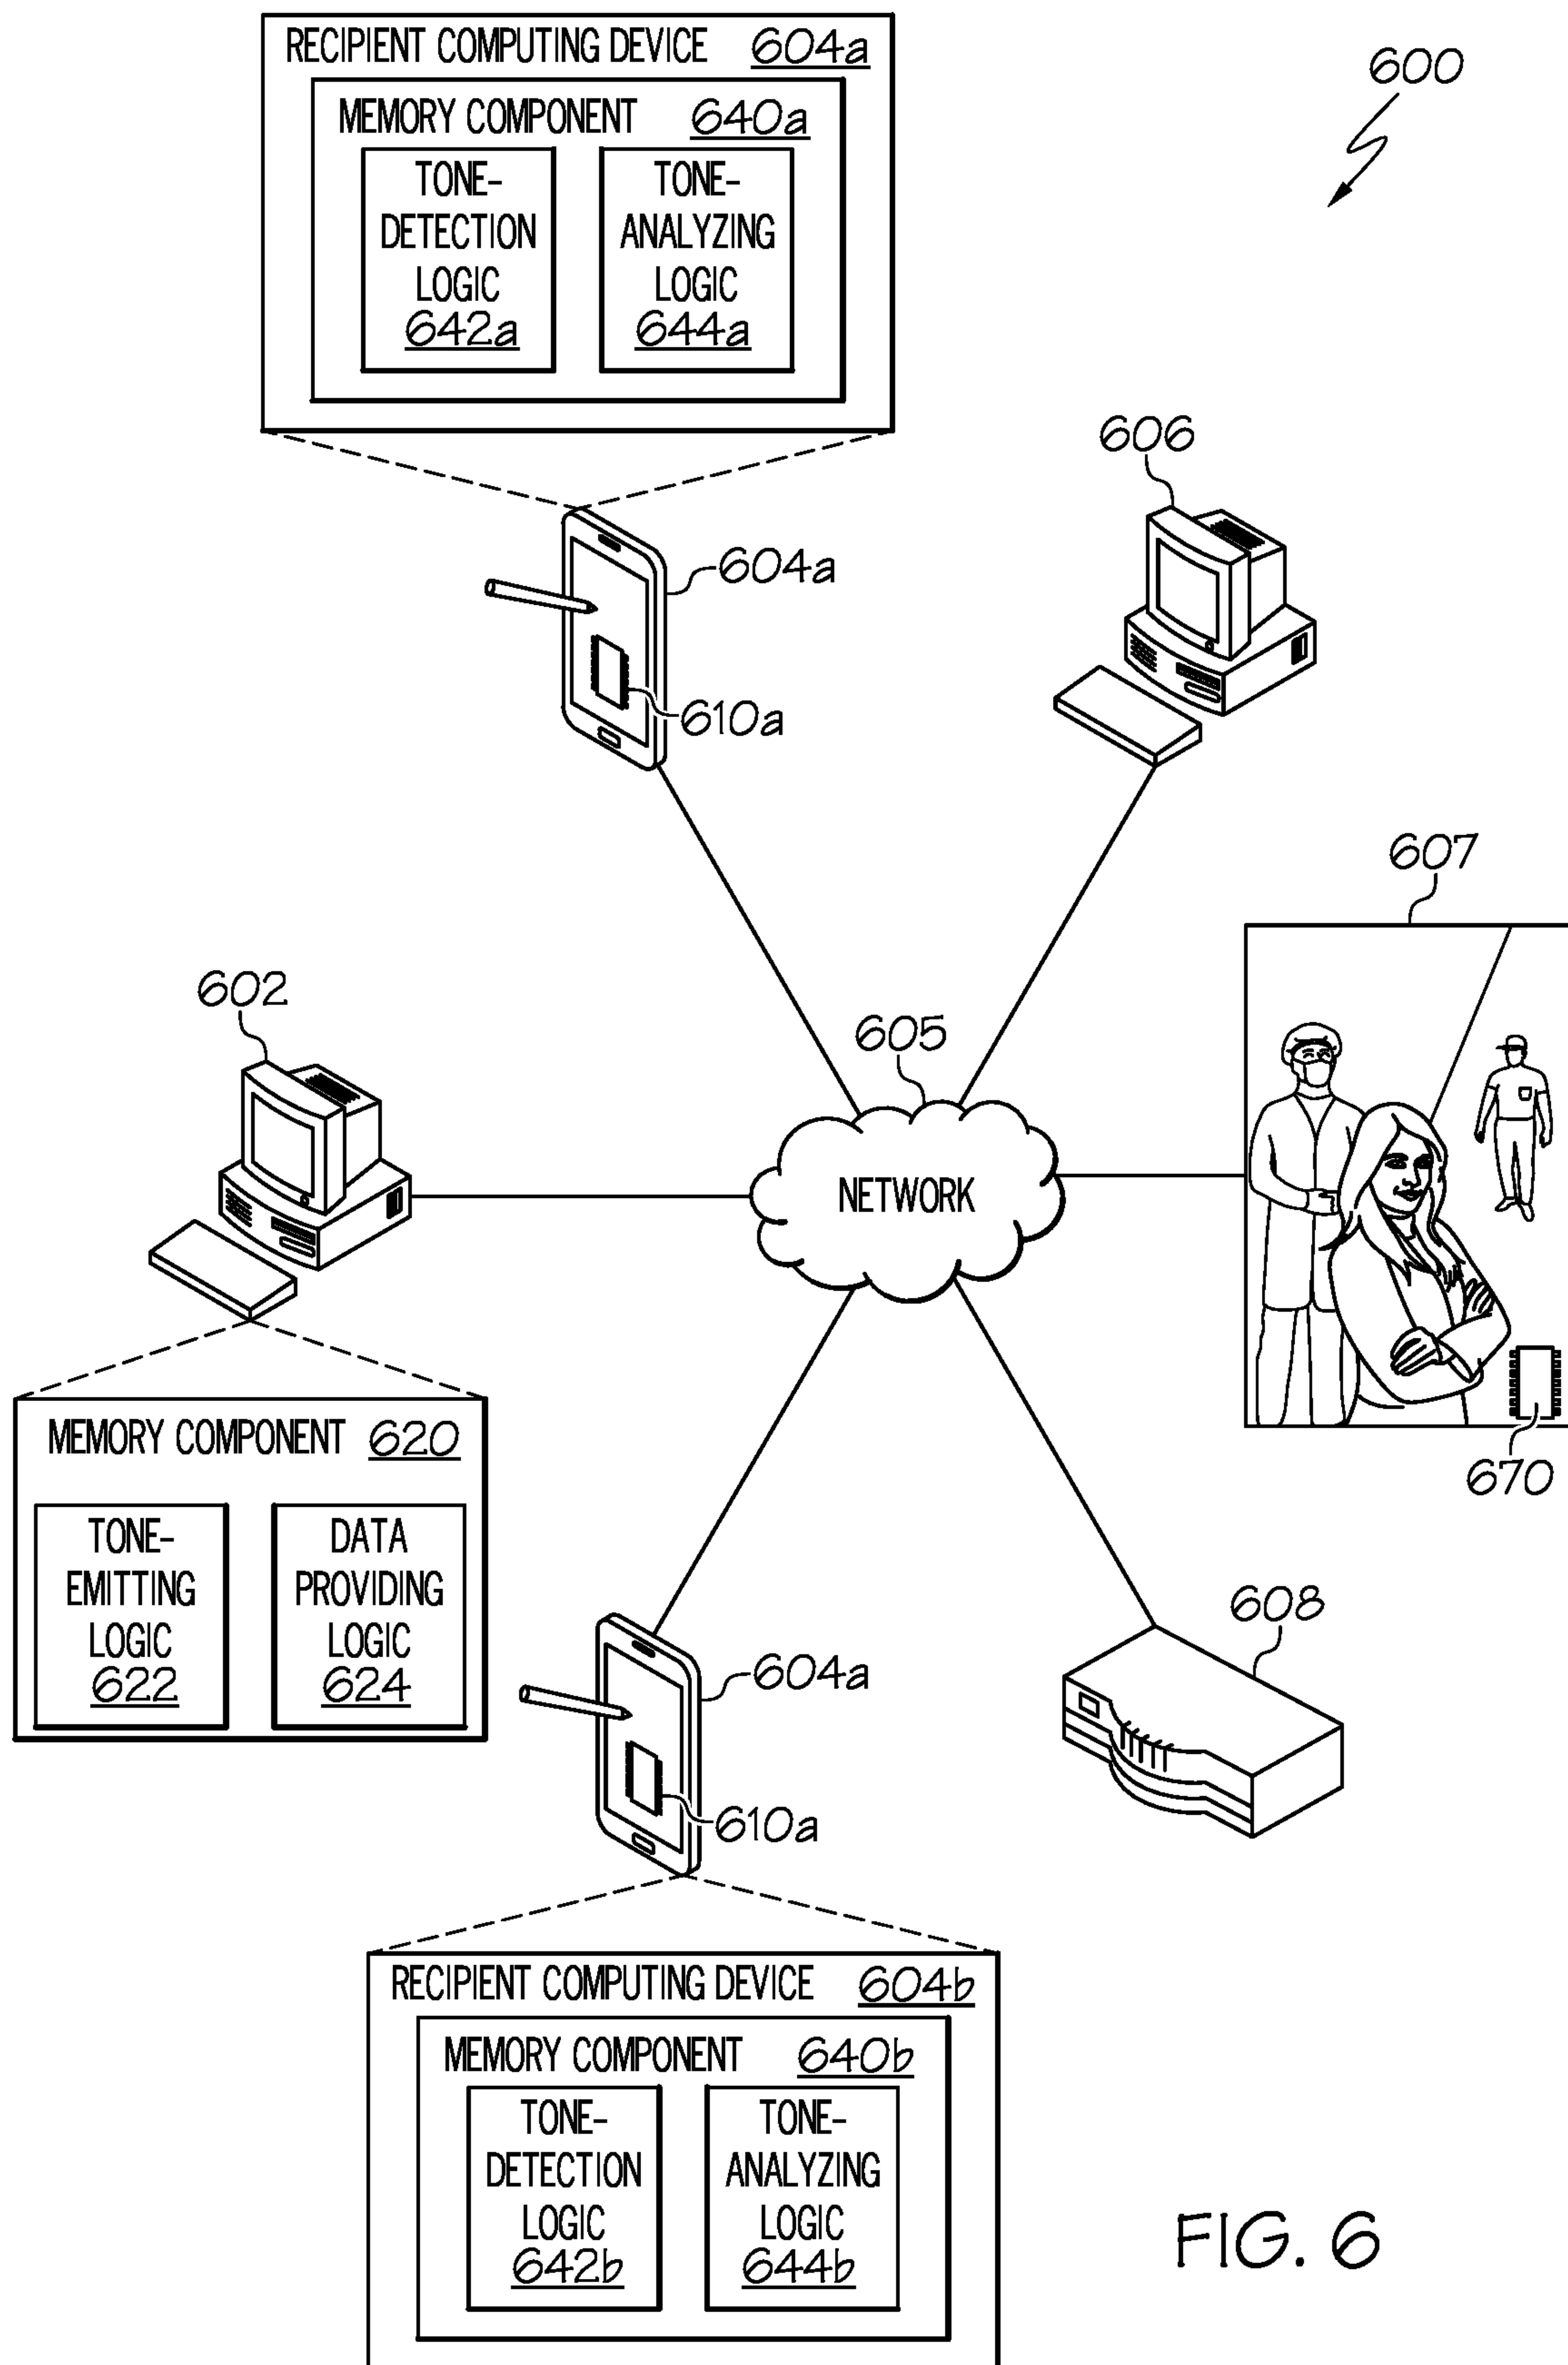 RECIPIENT COMPUTING DEVICE 604a
MEMORY COMPONENT 640a
TONE-
DETECTION
LOGIC
642a
TONE-
ANALYZING
LOGIC
644a
600
606
604a
610a
607
602
605
NETWORK
670
MEMORY COMPONENT 620
TONE-
EMITTING
LOGIC
622
DATA
PROVIDING
LOGIC
624
608
604a
610a
RECIPIENT COMPUTING DEVICE 604b
MEMORY COMPONENT 640b
TONE-
DETECTION
LOGIC
642b
TONE-
ANALYZING
LOGIC
644b
FIG. 6